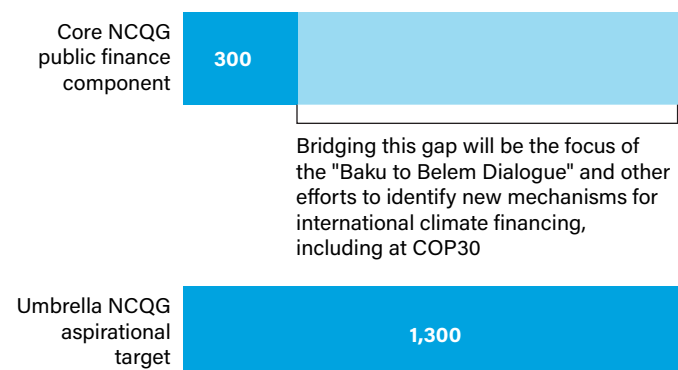 Core NCQG
public finance
component
300
Bridging this gap will be the focus of
the "Baku to Belem Dialogue" and other
efforts to identify new mechanisms for
international climate financing,
including at COP30
Umbrella NCQG
aspirational
target
1,300